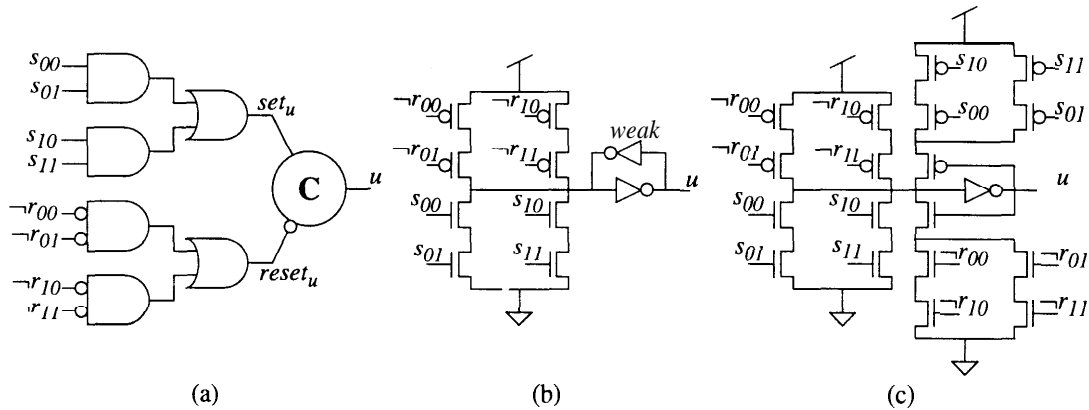 s00
s01
s10
s11
¬r00
¬r01
¬r10
¬r11
setu
resetu
C
u
(a)
¬r00
¬r10
¬r01
¬r11
weak
s00
s10
s01
s11
u
(b)
s10
s11
s00
s01
¬r00
¬r10
¬r01
¬r11
s00
s10
s01
s11
u
¬r00
¬r01
¬r10
¬r11
(c)